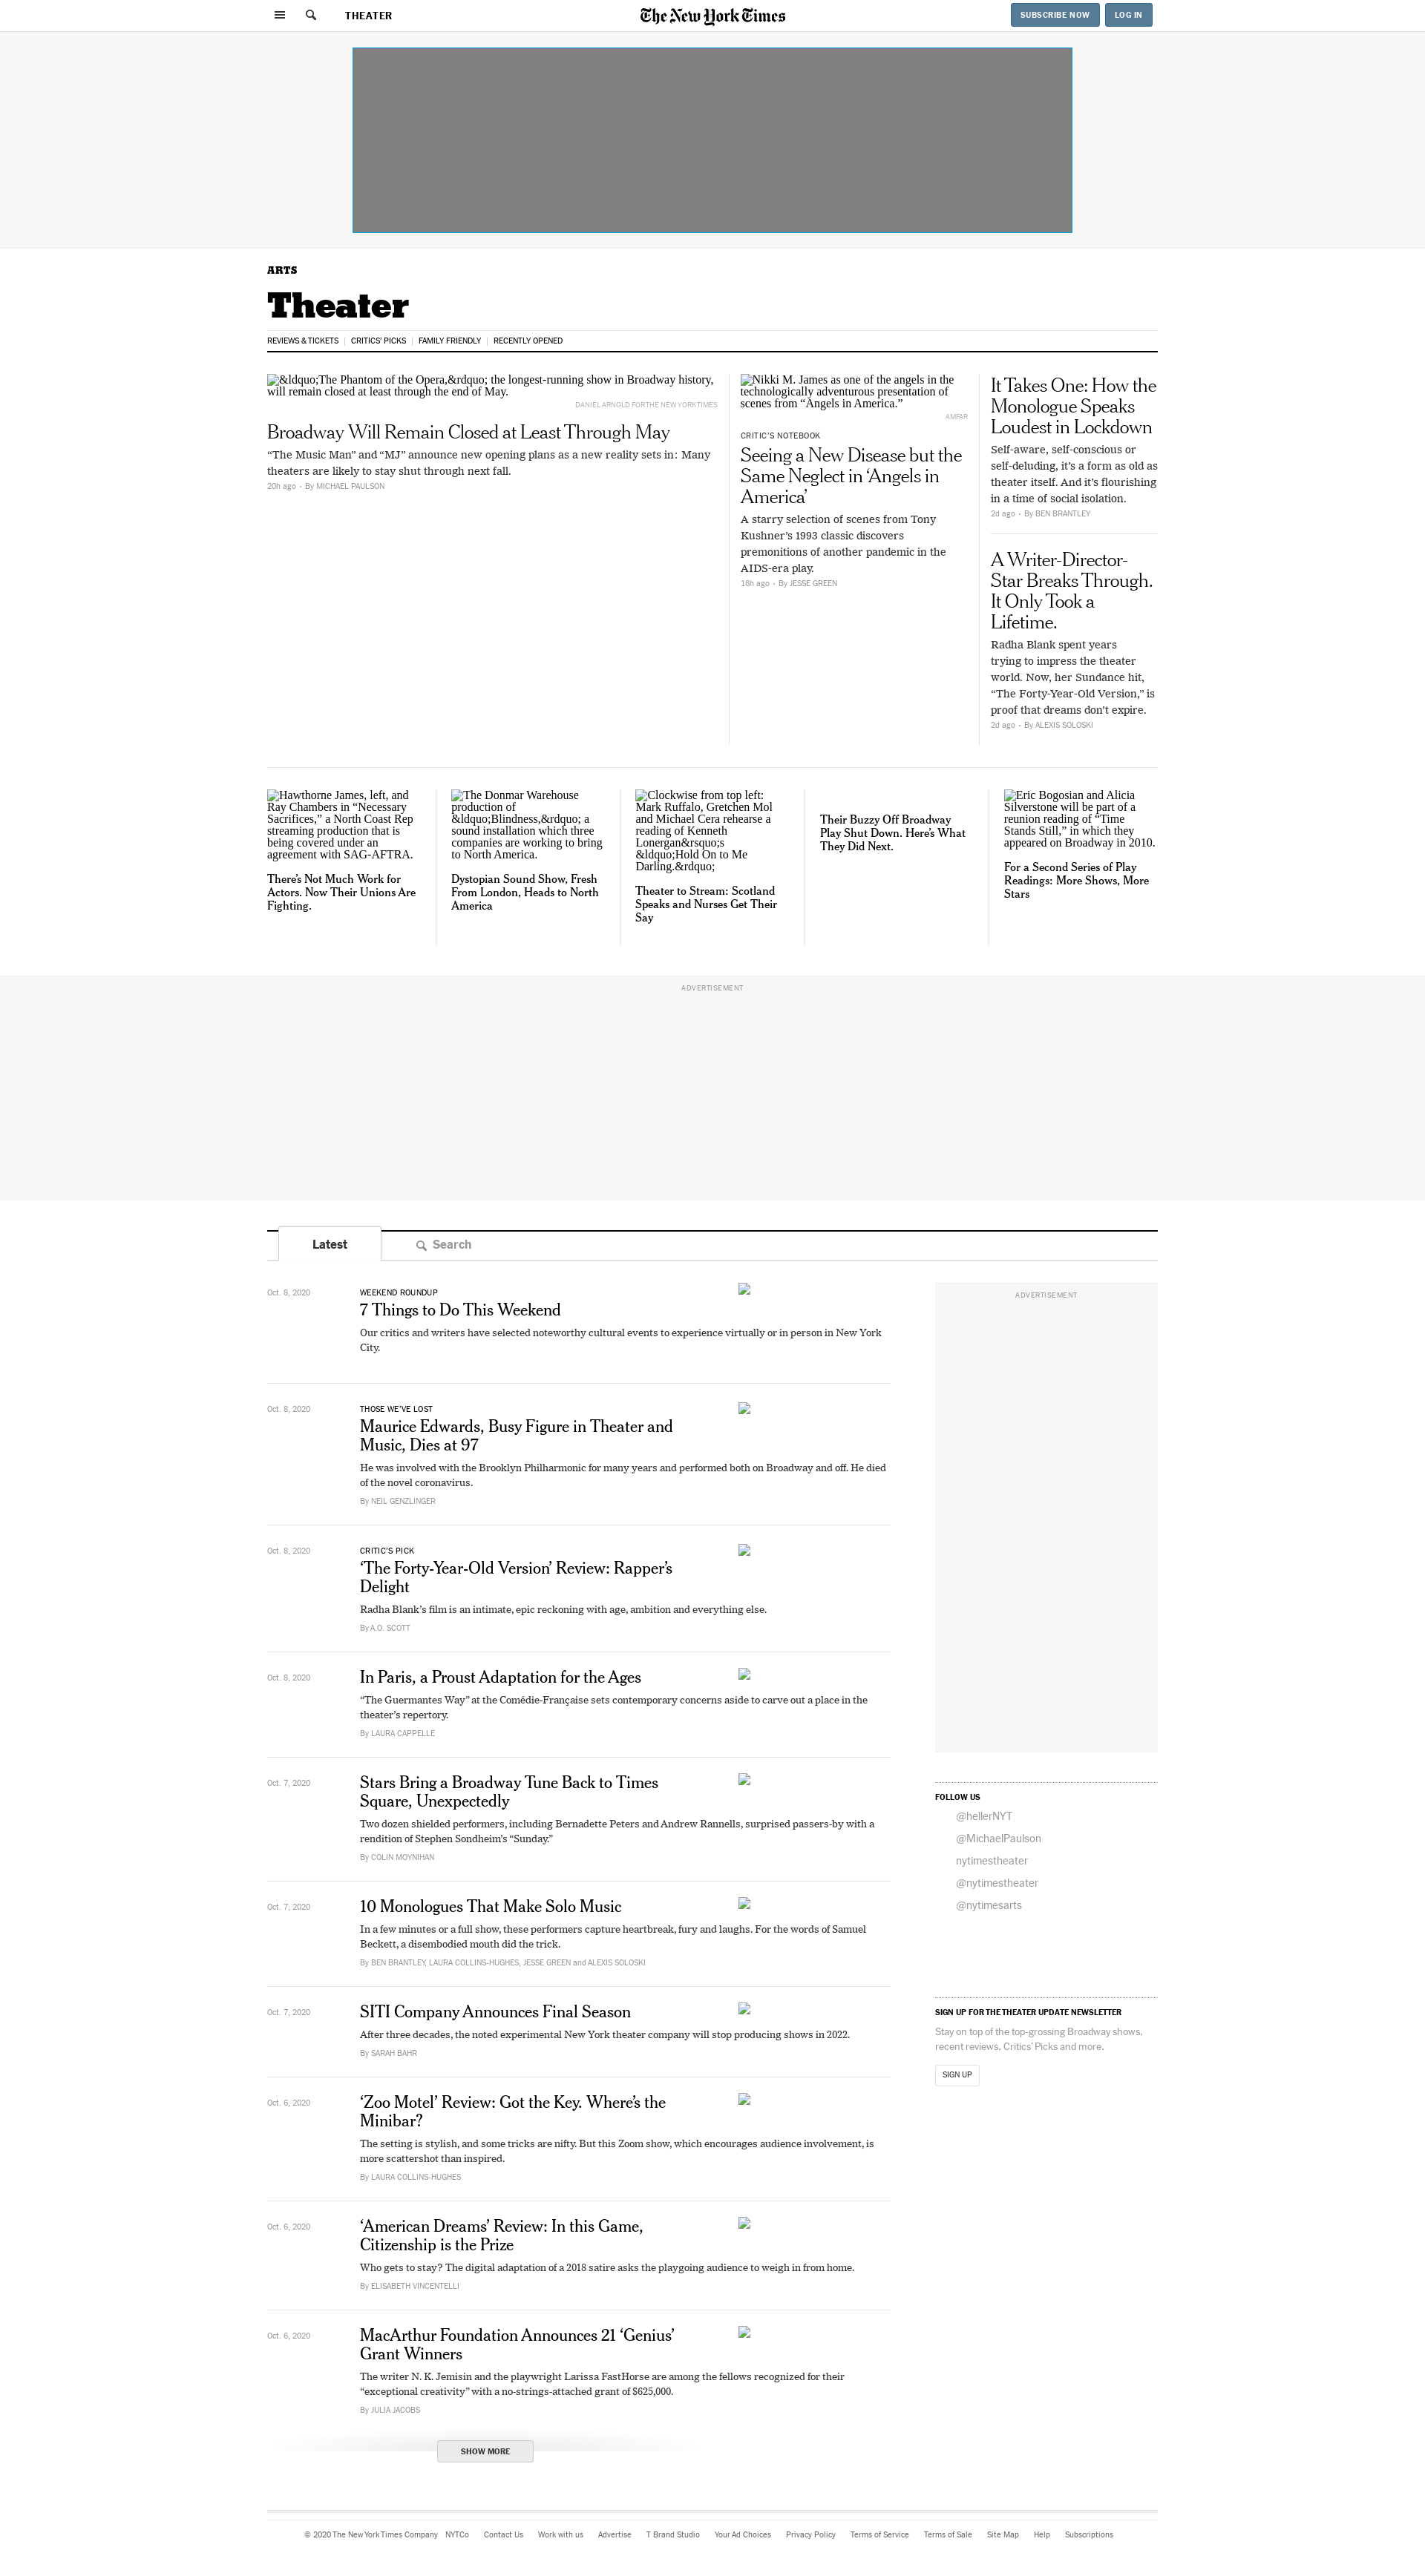 THEATER
The New York Times
SUBSCRIBE NOW
LOG IN
ARTS
Theater
REVIEWS & TICKETS
CRITICS' PICKS
FAMILY FRIENDLY
RECENTLY OPENED
&ldquo;The Phantom of the Opera,&rdquo; the longest-running show in Broadway history,
will remain closed at least through the end of May.
DANIEL ARNOLD FOR THE NEW YORK TIMES
Broadway Will Remain Closed at Least Through May
“The Music Man” and “MJ” announce new opening plans as a new reality sets in: Many
theaters are likely to stay shut through next fall.
20h ago • By MICHAEL PAULSON
Nikki M. James as one of the angels in the
technologically adventurous presentation of
scenes from “Angels in America.”
AMFAR
CRITIC’S NOTEBOOK
Seeing a New Disease but the
Same Neglect in ‘Angels in
America’
A starry selection of scenes from Tony
Kushner’s 1993 classic discovers
premonitions of another pandemic in the
AIDS-era play.
16h ago • By JESSE GREEN
It Takes One: How the
Monologue Speaks
Loudest in Lockdown
Self-aware, self-conscious or
self-deluding, it’s a form as old as
theater itself. And it’s flourishing
in a time of social isolation.
2d ago • By BEN BRANTLEY
A Writer-Director-
Star Breaks Through.
It Only Took a
Lifetime.
Radha Blank spent years
trying to impress the theater
world. Now, her Sundance hit,
“The Forty-Year-Old Version,” is
proof that dreams don’t expire.
2d ago • By ALEXIS SOLOSKI
Hawthorne James, left, and
Ray Chambers in “Necessary
Sacrifices,” a North Coast Rep
streaming production that is
being covered under an
agreement with SAG-AFTRA.
There’s Not Much Work for
Actors. Now Their Unions Are
Fighting.
The Donmar Warehouse
production of
&ldquo;Blindness,&rdquo; a
sound installation which three
companies are working to bring
to North America.
Dystopian Sound Show, Fresh
From London, Heads to North
America
Clockwise from top left:
Mark Ruffalo, Gretchen Mol
and Michael Cera rehearse a
reading of Kenneth
Lonergan&rsquo;s
&ldquo;Hold On to Me
Darling.&rdquo;
Theater to Stream: Scotland
Speaks and Nurses Get Their
Say
Their Buzzy Off Broadway
Play Shut Down. Here’s What
They Did Next.
Eric Bogosian and Alicia
Silverstone will be part of a
reunion reading of “Time
Stands Still,” in which they
appeared on Broadway in 2010.
For a Second Series of Play
Readings: More Shows, More
Stars
ADVERTISEMENT
Latest
Search
Oct. 8, 2020
WEEKEND ROUNDUP
7 Things to Do This Weekend
Our critics and writers have selected noteworthy cultural events to experience virtually or in person in New York
City.
Oct. 8, 2020
THOSE WE’VE LOST
Maurice Edwards, Busy Figure in Theater and
Music, Dies at 97
He was involved with the Brooklyn Philharmonic for many years and performed both on Broadway and off. He died
of the novel coronavirus.
By NEIL GENZLINGER
Oct. 8, 2020
CRITIC’S PICK
‘The Forty-Year-Old Version’ Review: Rapper’s
Delight
Radha Blank’s film is an intimate, epic reckoning with age, ambition and everything else.
By A.O. SCOTT
Oct. 8, 2020
In Paris, a Proust Adaptation for the Ages
“The Guermantes Way” at the Comédie-Française sets contemporary concerns aside to carve out a place in the
theater’s repertory.
By LAURA CAPPELLE
Oct. 7, 2020
Stars Bring a Broadway Tune Back to Times
Square, Unexpectedly
Two dozen shielded performers, including Bernadette Peters and Andrew Rannells, surprised passers-by with a
rendition of Stephen Sondheim’s “Sunday.”
By COLIN MOYNIHAN
Oct. 7, 2020
10 Monologues That Make Solo Music
In a few minutes or a full show, these performers capture heartbreak, fury and laughs. For the words of Samuel
Beckett, a disembodied mouth did the trick.
By BEN BRANTLEY, LAURA COLLINS-HUGHES, JESSE GREEN and ALEXIS SOLOSKI
Oct. 7, 2020
SITI Company Announces Final Season
After three decades, the noted experimental New York theater company will stop producing shows in 2022.
By SARAH BAHR
Oct. 6, 2020
‘Zoo Motel’ Review: Got the Key. Where’s the
Minibar?
The setting is stylish, and some tricks are nifty. But this Zoom show, which encourages audience involvement, is
more scattershot than inspired.
By LAURA COLLINS-HUGHES
Oct. 6, 2020
‘American Dreams’ Review: In this Game,
Citizenship is the Prize
Who gets to stay? The digital adaptation of a 2018 satire asks the playgoing audience to weigh in from home.
By ELISABETH VINCENTELLI
Oct. 6, 2020
MacArthur Foundation Announces 21 ‘Genius’
Grant Winners
The writer N. K. Jemisin and the playwright Larissa FastHorse are among the fellows recognized for their
“exceptional creativity” with a no-strings-attached grant of $625,000.
By JULIA JACOBS
SHOW MORE
ADVERTISEMENT
FOLLOW US
@hellerNYT
@MichaelPaulson
nytimestheater
@nytimestheater
@nytimesarts
SIGN UP FOR THE THEATER UPDATE NEWSLETTER
Stay on top of the top-grossing Broadway shows,
recent reviews, Critics’ Picks and more.
SIGN UP
© 2020 The New York Times Company NYTCo Contact Us Work with us Advertise T Brand Studio Your Ad Choices Privacy Policy Terms of Service Terms of Sale Site Map Help Subscriptions